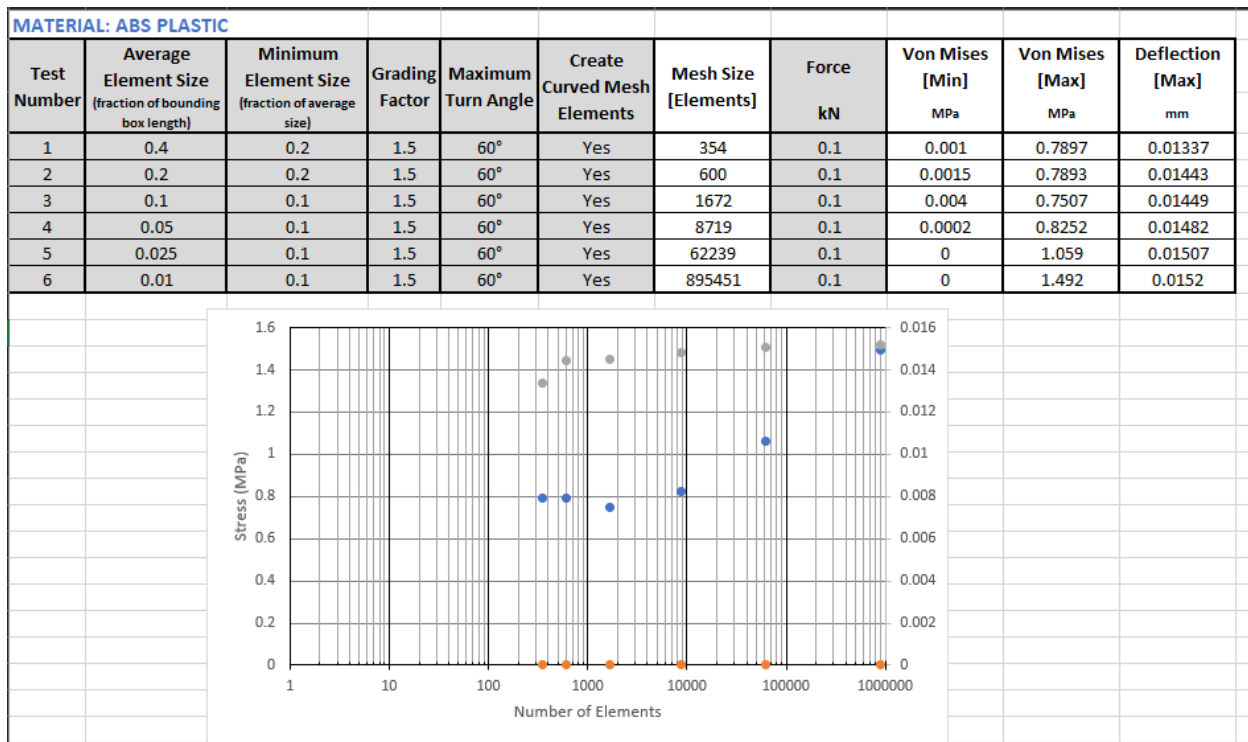 MATERIAL: ABS PLASTIC
Test Number Average Element Size (fraction of bounding box length) Minimum Element Size (fraction of average size) Grading Factor Maximum Turn Angle Create Curved Mesh Elements Mesh Size [Elements] Force kN Von Mises [Min] MPa Von Mises [Max] MPa Deflection [Max] mm
1 0.4 0.2 1.5 60° Yes 354 0.1 0.001 0.7897 0.01337
2 0.2 0.2 1.5 60° Yes 600 0.1 0.0015 0.7893 0.01443
3 0.1 0.1 1.5 60° Yes 1672 0.1 0.004 0.7507 0.01449
4 0.05 0.1 1.5 60° Yes 8719 0.1 0.0002 0.8252 0.01482
5 0.025 0.1 1.5 60° Yes 62239 0.1 0 1.059 0.01507
6 0.01 0.1 1.5 60° Yes 895451 0.1 0 1.492 0.0152
1.6 0.016
1.4 0.014
1.2 0.012
1 0.01
0.8 0.008
0.6 0.006
0.4 0.004
0.2 0.002
0 0
Stress (MPa)
1 10 100 1000 10000 100000 1000000
Number of Elements